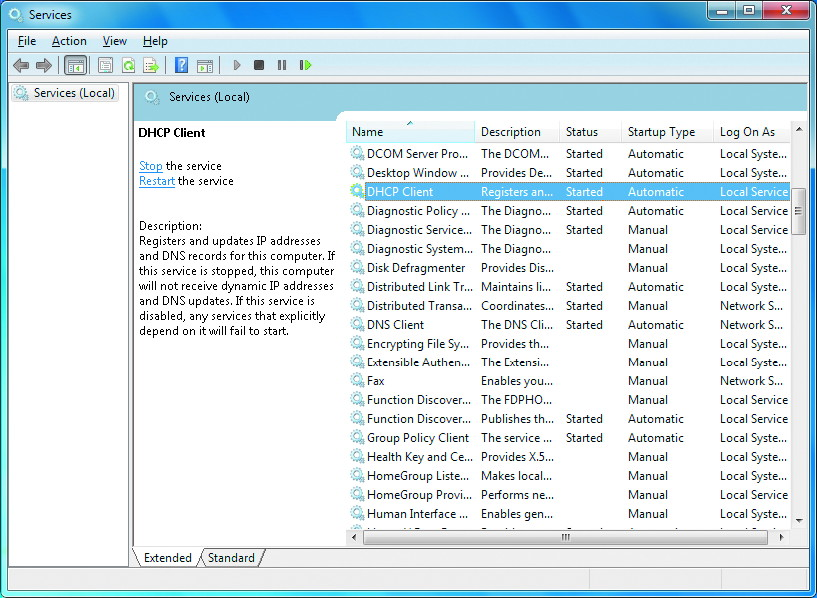 Services
File Action View Help
Services (Local)
Services (Local)
DHCP Client
Stop the service
Restart the service
Description:
Registers and updates IP addresses
and DNS records for this computer. If
this service is stopped, this computer
will not receive dynamic IP addresses
and DNS updates. If this service is
disabled, any services that explicitly
depend on it will fail to start.
Name Description Status Startup Type Log On As
DCOM Server Pro... The DCOM... Started Automatic Local Syste...
Desktop Window ... Provides De... Started Automatic Local Syste...
DHCP Client Registers an... Started Automatic Local Service
Diagnostic Policy ... The Diagno... Started Automatic Local Service
Diagnostic Service... The Diagno... Started Manual Local Service
Diagnostic System... The Diagno... Manual Local Syste...
Disk Defragmenter Provides Dis... Manual Local Syste...
Distributed Link Tr... Maintains li... Started Automatic Local Syste...
Distributed Transa... Coordinates... Started Manual Network S...
DNS Client The DNS Cli... Started Automatic Network S...
Encrypting File Sy... Provides th... Manual Local Syste...
Extensible Authen... The Extensi... Manual Local Syste...
Fax Enables you... Manual Network S...
Function Discover... The FDPHO... Manual Local Service
Function Discover... Publishes th... Started Automatic Local Service
Group Policy Client The service ... Started Automatic Local Syste...
Health Key and Ce... Provides X.5... Manual Local Syste...
HomeGroup Liste... Makes local... Manual Local Syste...
HomeGroup Provi... Performs ne... Manual Local Service
Human Interface ... Enables gen... Manual Local Syste...
Extended Standard